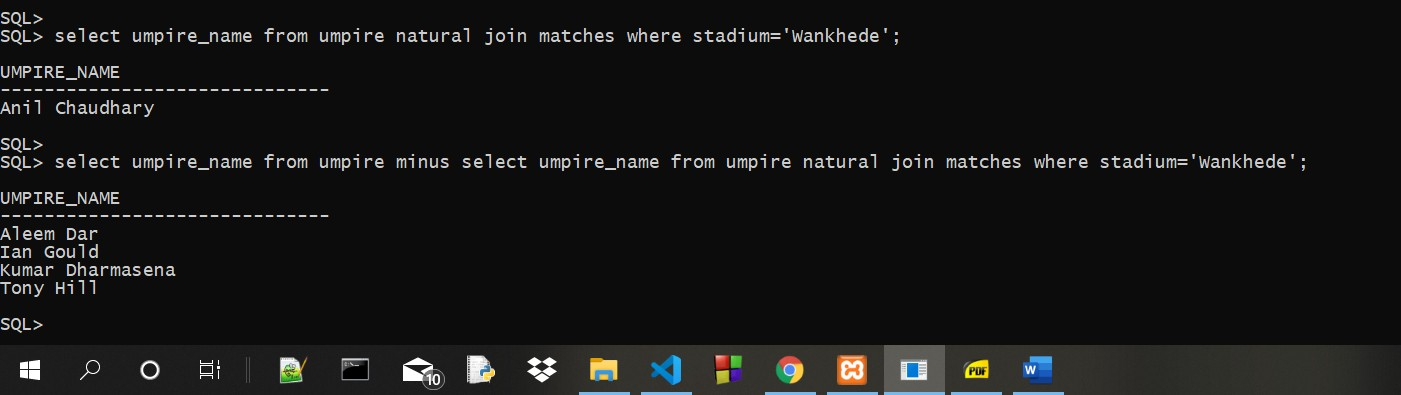 SQL>
SQL> select umpire_name from umpire natural join matches where stadium='Wankhede';
UMPIRE_NAME
------------------------------
Anil Chaudhary
SQL>
SQL> select umpire_name from umpire minus select umpire_name from umpire natural join matches where stadium='Wankhede';
UMPIRE_NAME
------------------------------
Aleem Dar
Ian Gould
Kumar Dharmasena
Tony Hill
SQL>
10
PDF
W